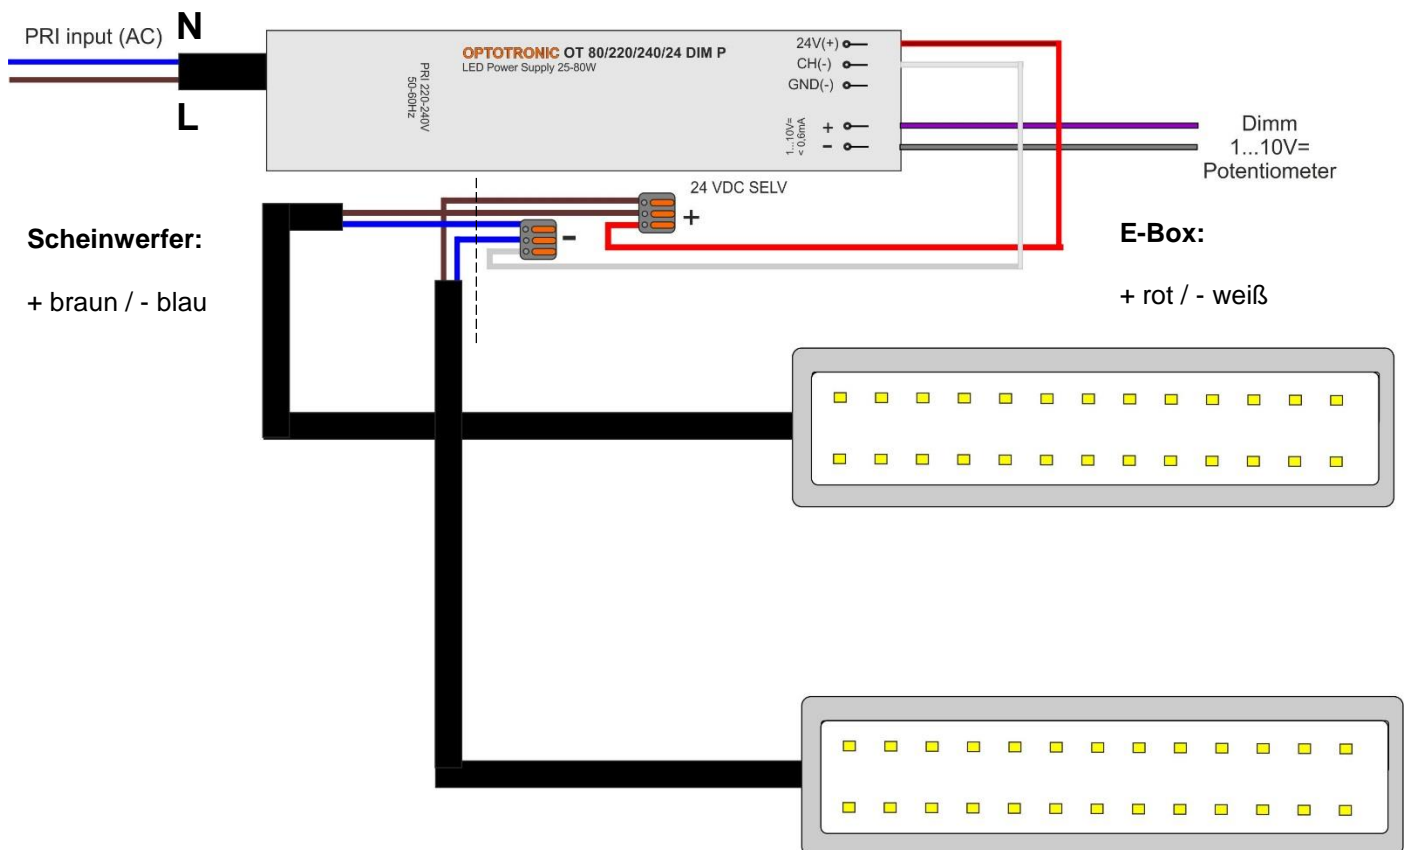 N
PRI input (AC)
L
OPTOTRONIC OT 80/220/240/24 DIM P
LED Power Supply 25-80W
PRI 220-240V
50-60Hz
24V(+)
CH(-)
GND(-)
1...10V=
< 0,6mA
+
-
Dimm
1...10V=
Potentiometer
24 VDC SELV
+
-
Scheinwerfer:
+ braun / - blau
E-Box:
+ rot / - weiß